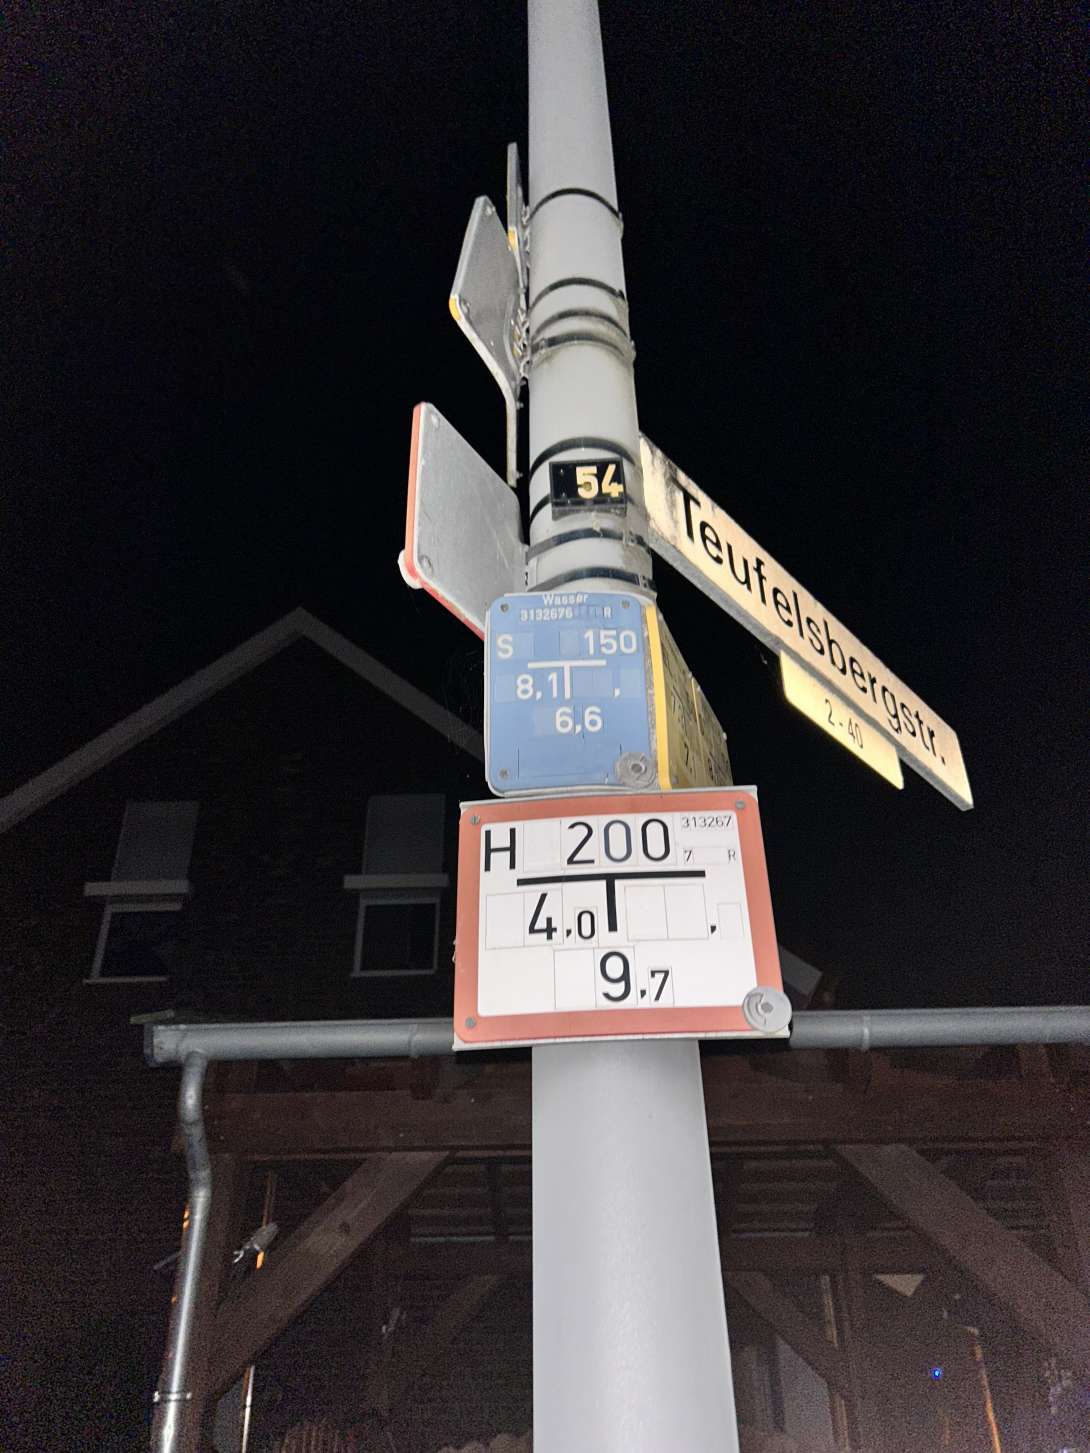 54
Teufelsbergstr.
2-40
Wasser
3132676 R
S 150
8,1 ,
6,6
H 200 313267
7 R
4,0 ,
9,7